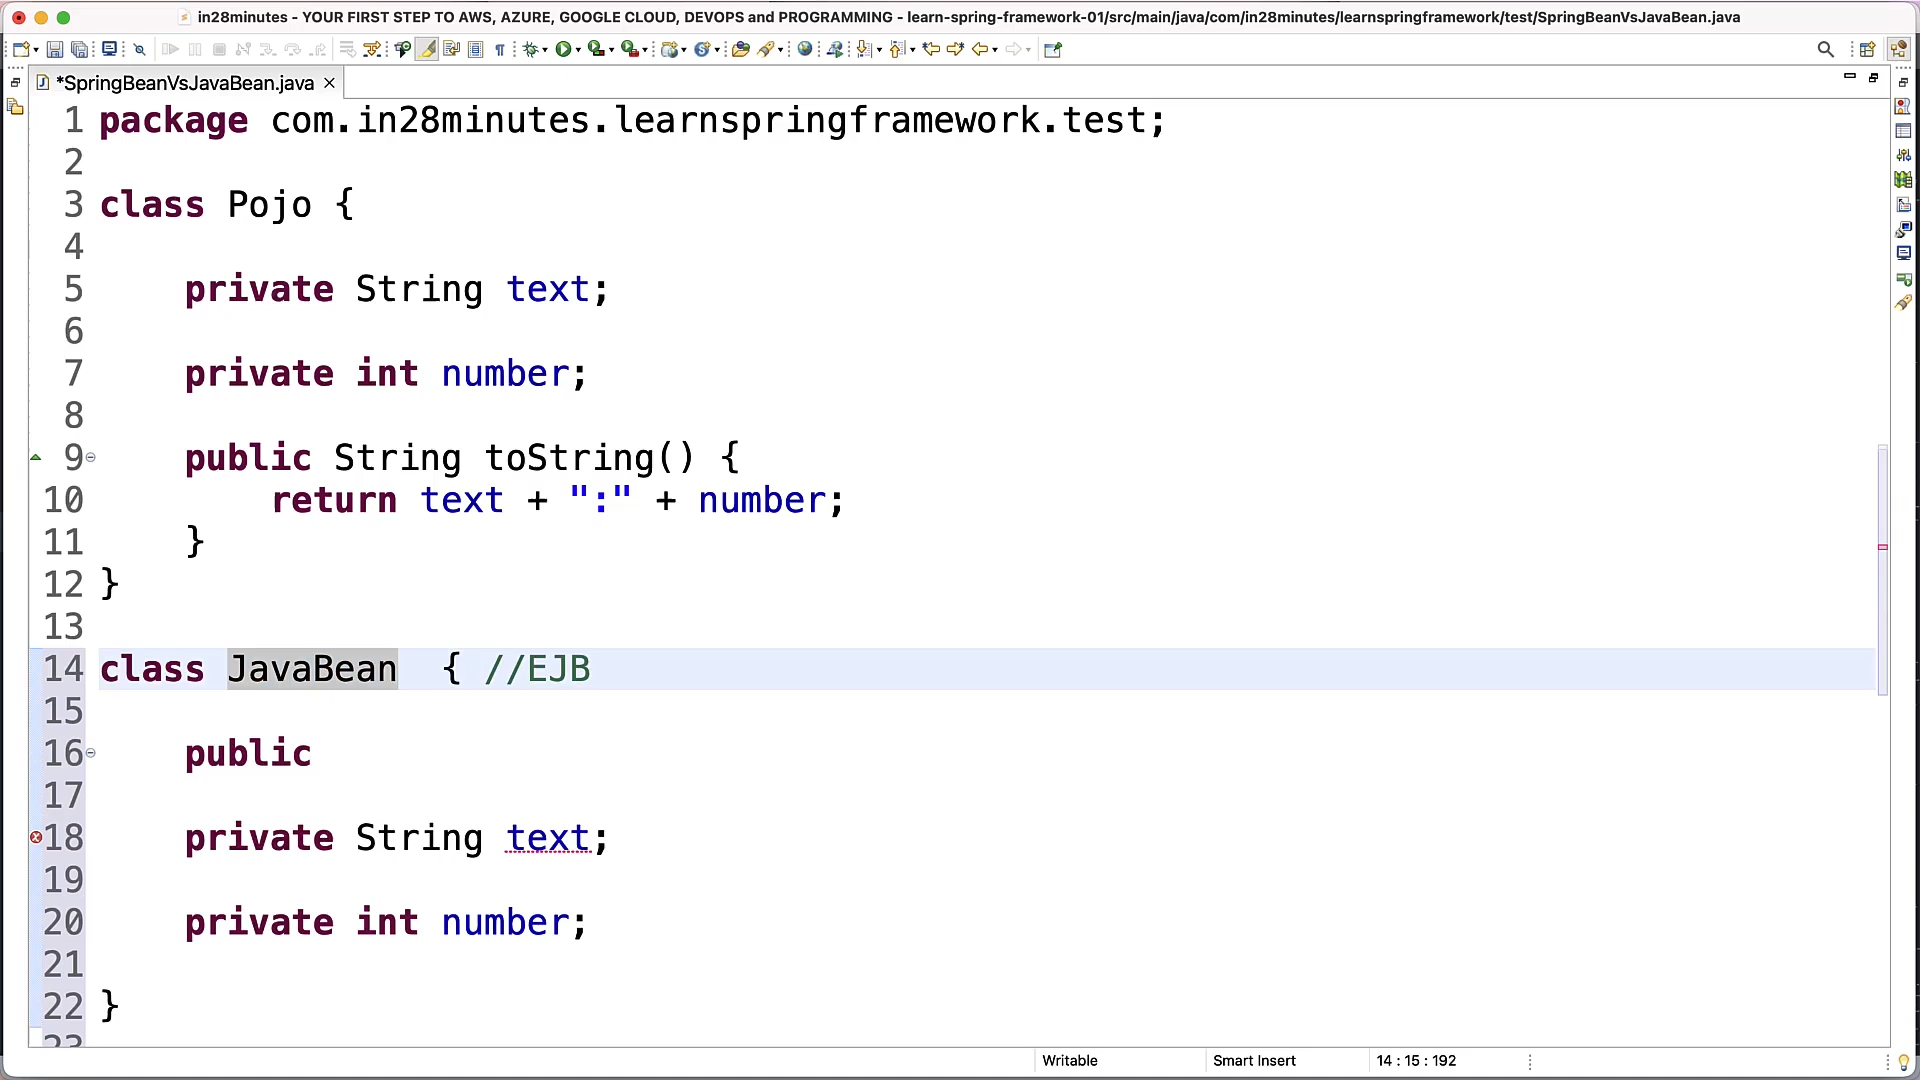 in28minutes - YOUR FIRST STEP TO AWS, AZURE, GOOGLE CLOUD, DEVOPS and PROGRAMMING - learn-spring-framework-01/src/main/java/com/in28minutes/learnspringframework/test/SpringBeanVsJavaBean.java
*SpringBeanVsJavaBean.java
1 package com.in28minutes.learnspringframework.test;
2
3 class Pojo {
4
5 private String text;
6
7 private int number;
8
9 public String toString() {
10 return text + ":" + number;
11 }
12 }
13
14 class JavaBean { //EJB
15
16 public
17
18 private String text;
19
20 private int number;
21
22 }
23
Writable Smart Insert 14 : 15 : 192